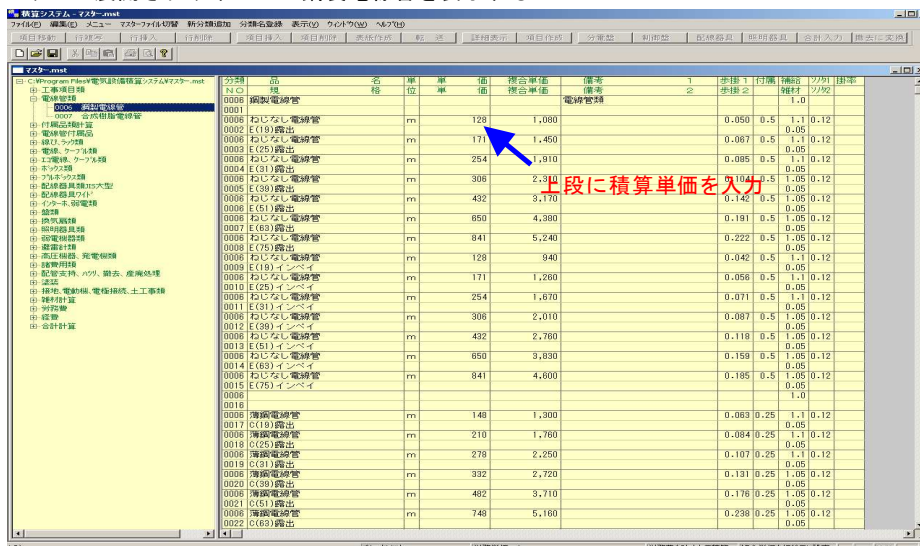 積算システム - マスター.mst
ファイル(F) 編集(E) メニュー マスターファイル切替 新分類追加 分類名登録 表示(V) ウインドウ(W) ヘルプ(H)
項目移動 行複写 行挿入 行削除 項目挿入 項目削除 表紙作成 転 送 詳細表示 項目作成 分電盤 制御盤 配線器具 照明器具 合計入力 撤去に変換
マスター.mst
C:¥Program Files¥電気設備積算システム¥マスター.mst
工事項目類
電線管類
0006 鋼製電線管
0007 合成樹脂電線管
付属品類計算
電線管付属品
線ぴ、ラック類
電線、ケーブル類
エコ電線、ケーブル類
ボックス類
プルボックス類
配線器具類JIS大型
配線器具ワイド
インターホ、弱電類
盤類
換気扇類
照明器具類
弱電機器類
避雷針類
高圧機器、発電機類
諸費用類
配管支持、ハツリ、撤去、産廃処理
塗装
接地、電動機、電極接続、土工事類
雑材計算
労務費
経費
合計計算
分類 品 名 単 単 価 複合単価 備考 1 歩掛1 付属 補給 ソノ他1 掛率
NO 規 格 位 単 価 複合単価 備考 2 歩掛2 雑材 ソノ他2
0006 鋼製電線管 電線管類 1.0
0001
0006 ねじなし電線管 m 128 1,080 0.050 0.5 1.1 0.12
0002 E(19)露出 0.05
0006 ねじなし電線管 m 171 1,450 0.067 0.5 1.1 0.12
0003 E(25)露出 0.05
0006 ねじなし電線管 m 254 1,910 0.085 0.5 1.1 0.12
0004 E(31)露出 0.05
0006 ねじなし電線管 m 306 2,310 0.104 0.5 1.05 0.12
上段に積算単価を入力
0005 E(39)露出 0.05
0006 ねじなし電線管 m 432 3,170 0.142 0.5 1.05 0.12
0006 E(51)露出 0.05
0006 ねじなし電線管 m 650 4,380 0.191 0.5 1.05 0.12
0007 E(63)露出 0.05
0006 ねじなし電線管 m 841 5,240 0.222 0.5 1.05 0.12
0008 E(75)露出 0.05
0006 ねじなし電線管 m 128 940 0.042 0.5 1.1 0.12
0009 E(19)インペイ 0.05
0006 ねじなし電線管 m 171 1,260 0.056 0.5 1.1 0.12
0010 E(25)インペイ 0.05
0006 ねじなし電線管 m 254 1,670 0.071 0.5 1.1 0.12
0011 E(31)インペイ 0.05
0006 ねじなし電線管 m 306 2,010 0.087 0.5 1.05 0.12
0012 E(39)インペイ 0.05
0006 ねじなし電線管 m 432 2,760 0.118 0.5 1.05 0.12
0013 E(51)インペイ 0.05
0006 ねじなし電線管 m 650 3,830 0.159 0.5 1.05 0.12
0014 E(63)インペイ 0.05
0006 ねじなし電線管 m 841 4,600 0.185 0.5 1.05 0.12
0015 E(75)インペイ 0.05
0006 1.0
0016
0006 薄鋼電線管 m 148 1,300 0.063 0.25 1.1 0.12
0017 C(19)露出 0.05
0006 薄鋼電線管 m 210 1,760 0.084 0.25 1.1 0.12
0018 C(25)露出 0.05
0006 薄鋼電線管 m 278 2,250 0.107 0.25 1.1 0.12
0019 C(31)露出 0.05
0006 薄鋼電線管 m 332 2,720 0.131 0.25 1.05 0.12
0020 C(39)露出 0.05
0006 薄鋼電線管 m 482 3,710 0.176 0.25 1.05 0.12
0021 C(51)露出 0.05
0006 薄鋼電線管 m 748 5,160 0.238 0.25 1.05 0.12
0022 C(63)露出 0.05